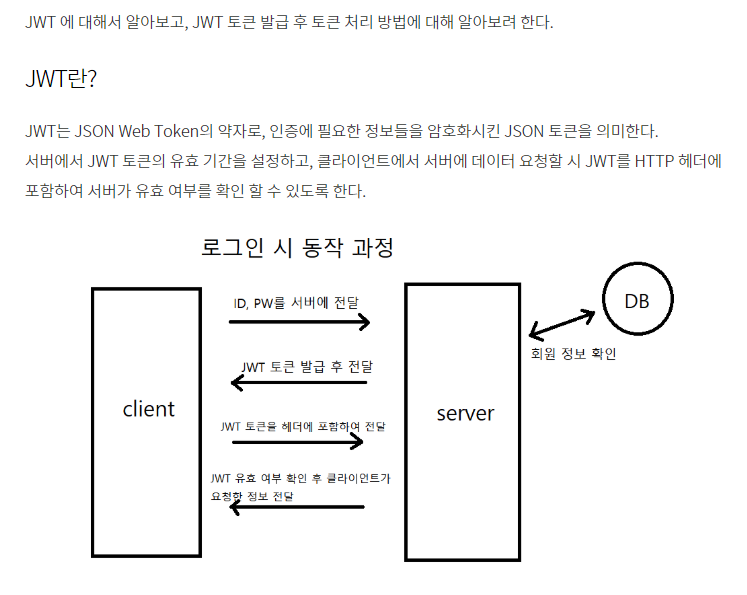 JWT 에 대해서 알아보고, JWT 토큰 발급 후 토큰 처리 방법에 대해 알아보려 한다.
JWT란?
JWT는 JSON Web Token의 약자로, 인증에 필요한 정보들을 암호화시킨 JSON 토큰을 의미한다.
서버에서 JWT 토큰의 유효 기간을 설정하고, 클라이언트에서 서버에 데이터 요청할 시 JWT를 HTTP 헤더에
포함하여 서버가 유효 여부를 확인 할 수 있도록 한다.
로그인 시 동작 과정
ID, PW를 서버에 전달
DB
회원 정보 확인
JWT 토큰 발급 후 전달
client
server
JWT 토큰을 헤더에 포함하여 전달
JWT 유효 여부 확인 후 클라이언트가
요청한 정보 전달